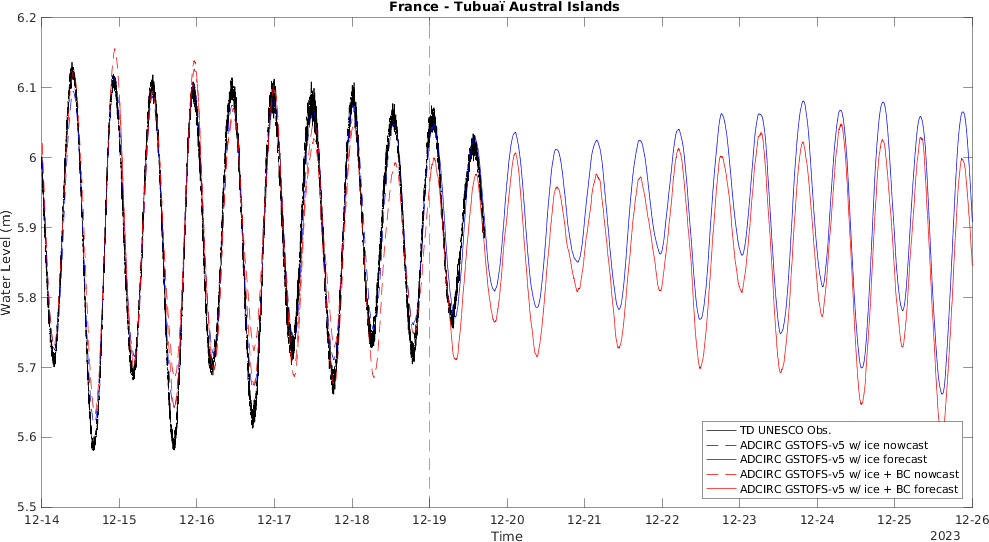 France - Tubuaï Austral Islands
6.2
6.1
6
5.9
5.8
5.7
5.6
5.5
Water Level (m)
TD UNESCO Obs.
ADCIRC GSTOFS-v5 w/ ice nowcast
ADCIRC GSTOFS-v5 w/ ice forecast
ADCIRC GSTOFS-v5 w/ ice + BC nowcast
ADCIRC GSTOFS-v5 w/ ice + BC forecast
12-14 12-15 12-16 12-17 12-18 12-19 12-20 12-21 12-22 12-23 12-24 12-25 12-26
Time
2023